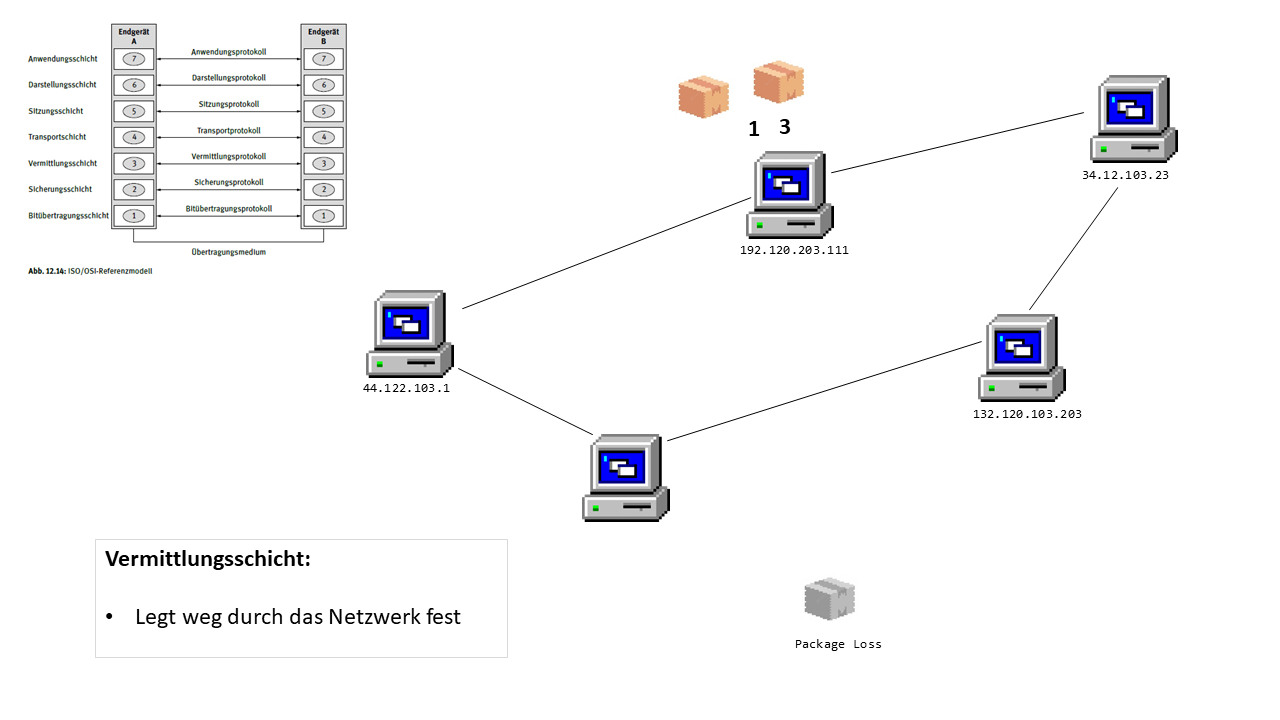 Endgerät
A
Endgerät
B
Anwendungsschicht
7
Anwendungsprotokoll
7
Darstellungsschicht
6
Darstellungsprotokoll
6
Sitzungsschicht
5
Sitzungsprotokoll
5
Transportschicht
4
Transportprotokoll
4
Vermittlungsschicht
3
Vermittlungsprotokoll
3
Sicherungsschicht
2
Sicherungsprotokoll
2
Bitübertragungsschicht
1
Bitübertragungsprotokoll
1
Übertragungsmedium
Abb. 12.14: ISO/OSI-Referenzmodell
1 3
192.120.203.111
34.12.103.23
44.122.103.1
132.120.103.203
Vermittlungsschicht:
• Legt weg durch das Netzwerk fest
Package Loss